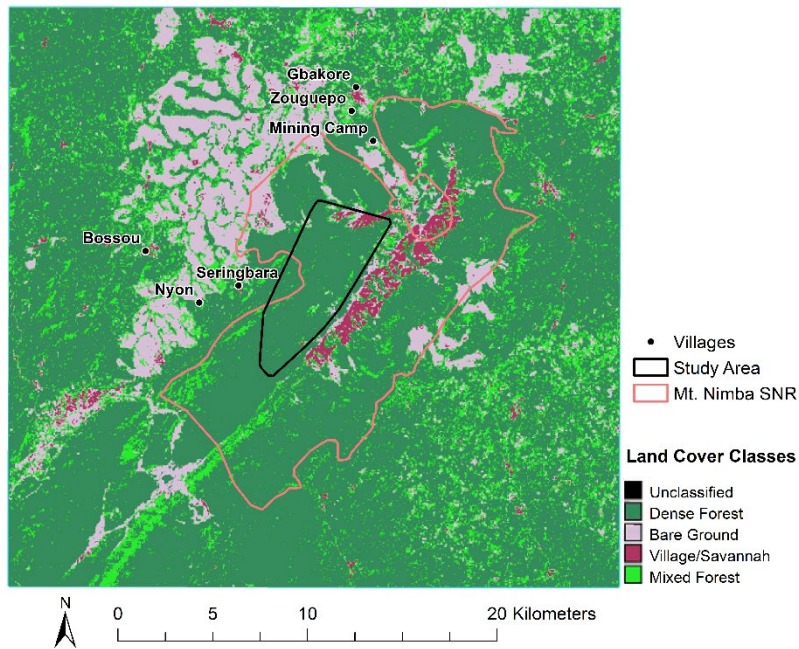 Gbakore
Zouguepo
Mining Camp
Bossou
Seringbara
Nyon
Villages
Study Area
Mt. Nimba SNR
Land Cover Classes
Unclassified
Dense Forest
Bare Ground
Village/Savannah
Mixed Forest
N
0 5 10 20 Kilometers